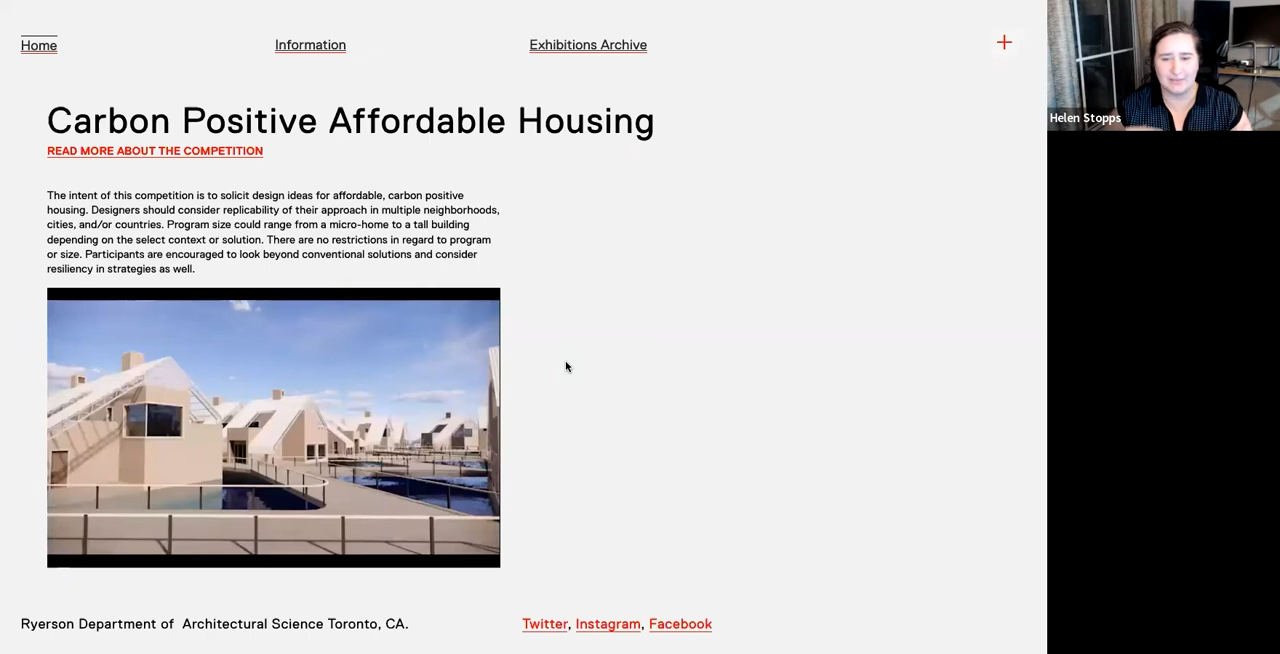 Home
Information
Exhibitions Archive
Helen Stopps
Carbon Positive Affordable Housing
READ MORE ABOUT THE COMPETITION
The intent of this competition is to solicit design ideas for affordable, carbon positive
housing. Designers should consider replicability of their approach in multiple neighborhoods,
cities, and/or countries. Program size could range from a micro-home to a tall building
depending on the select context or solution. There are no restrictions in regard to program
or size. Participants are encouraged to look beyond conventional solutions and consider
resiliency in strategies as well.
Ryerson Department of Architectural Science Toronto, CA.
Twitter, Instagram, Facebook